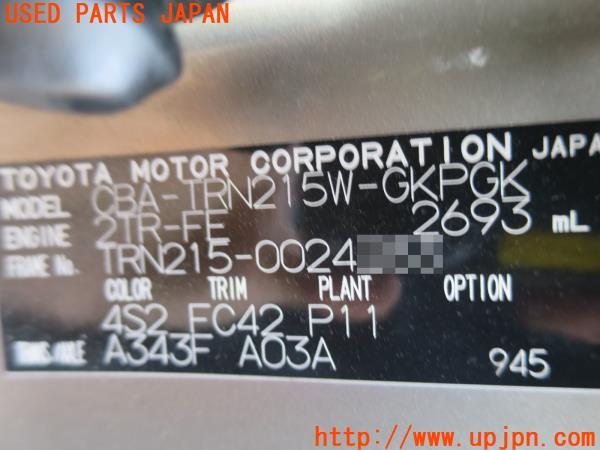 USED PARTS JAPAN
TOYOTA MOTOR CORPORATION JAPA
MODEL CBA-TRN215W-GKPGK
ENGINE 2TR-FE 2693 mL
FRAME No. TRN215-0024
COLOR TRIM PLANT OPTION
4S2 FC42 P11
TRANS/AXLE A343F A03A 945
UPJ
http://www.upjpn.com/